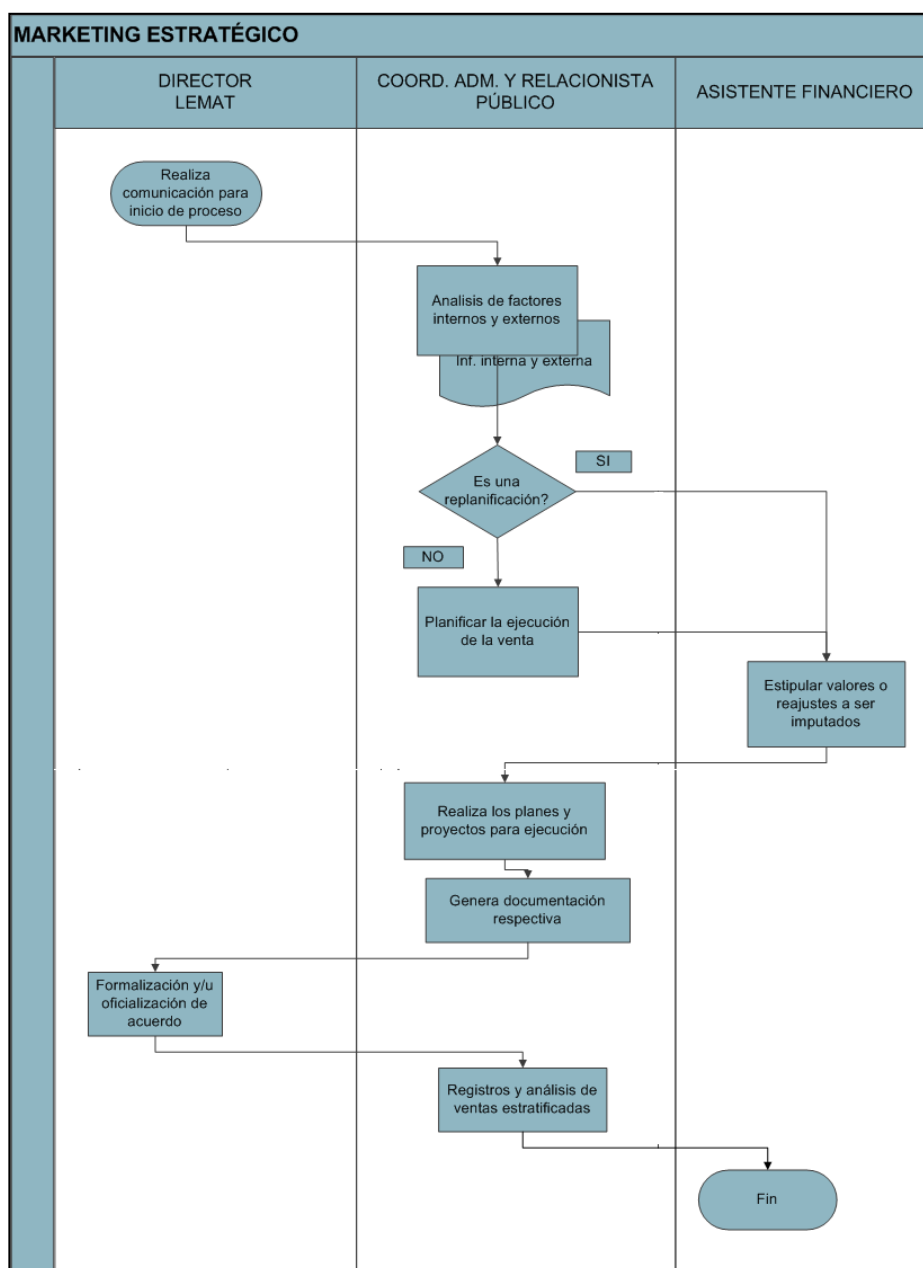 MARKETING ESTRATÉGICO
DIRECTOR
LEMAT
COORD. ADM. Y RELACIONISTA
PÚBLICO
ASISTENTE FINANCIERO
Realiza
comunicación para
inicio de proceso
Analisis de factores
internos y externos
Inf. interna y externa
SI
Es una
replanificación?
NO
Planificar la ejecución
de la venta
Estipular valores o
reajustes a ser
imputados
Realiza los planes y
proyectos para ejecución
Genera documentación
respectiva
Formalización y/u
oficialización de
acuerdo
Registros y análisis de
ventas estratificadas
Fin